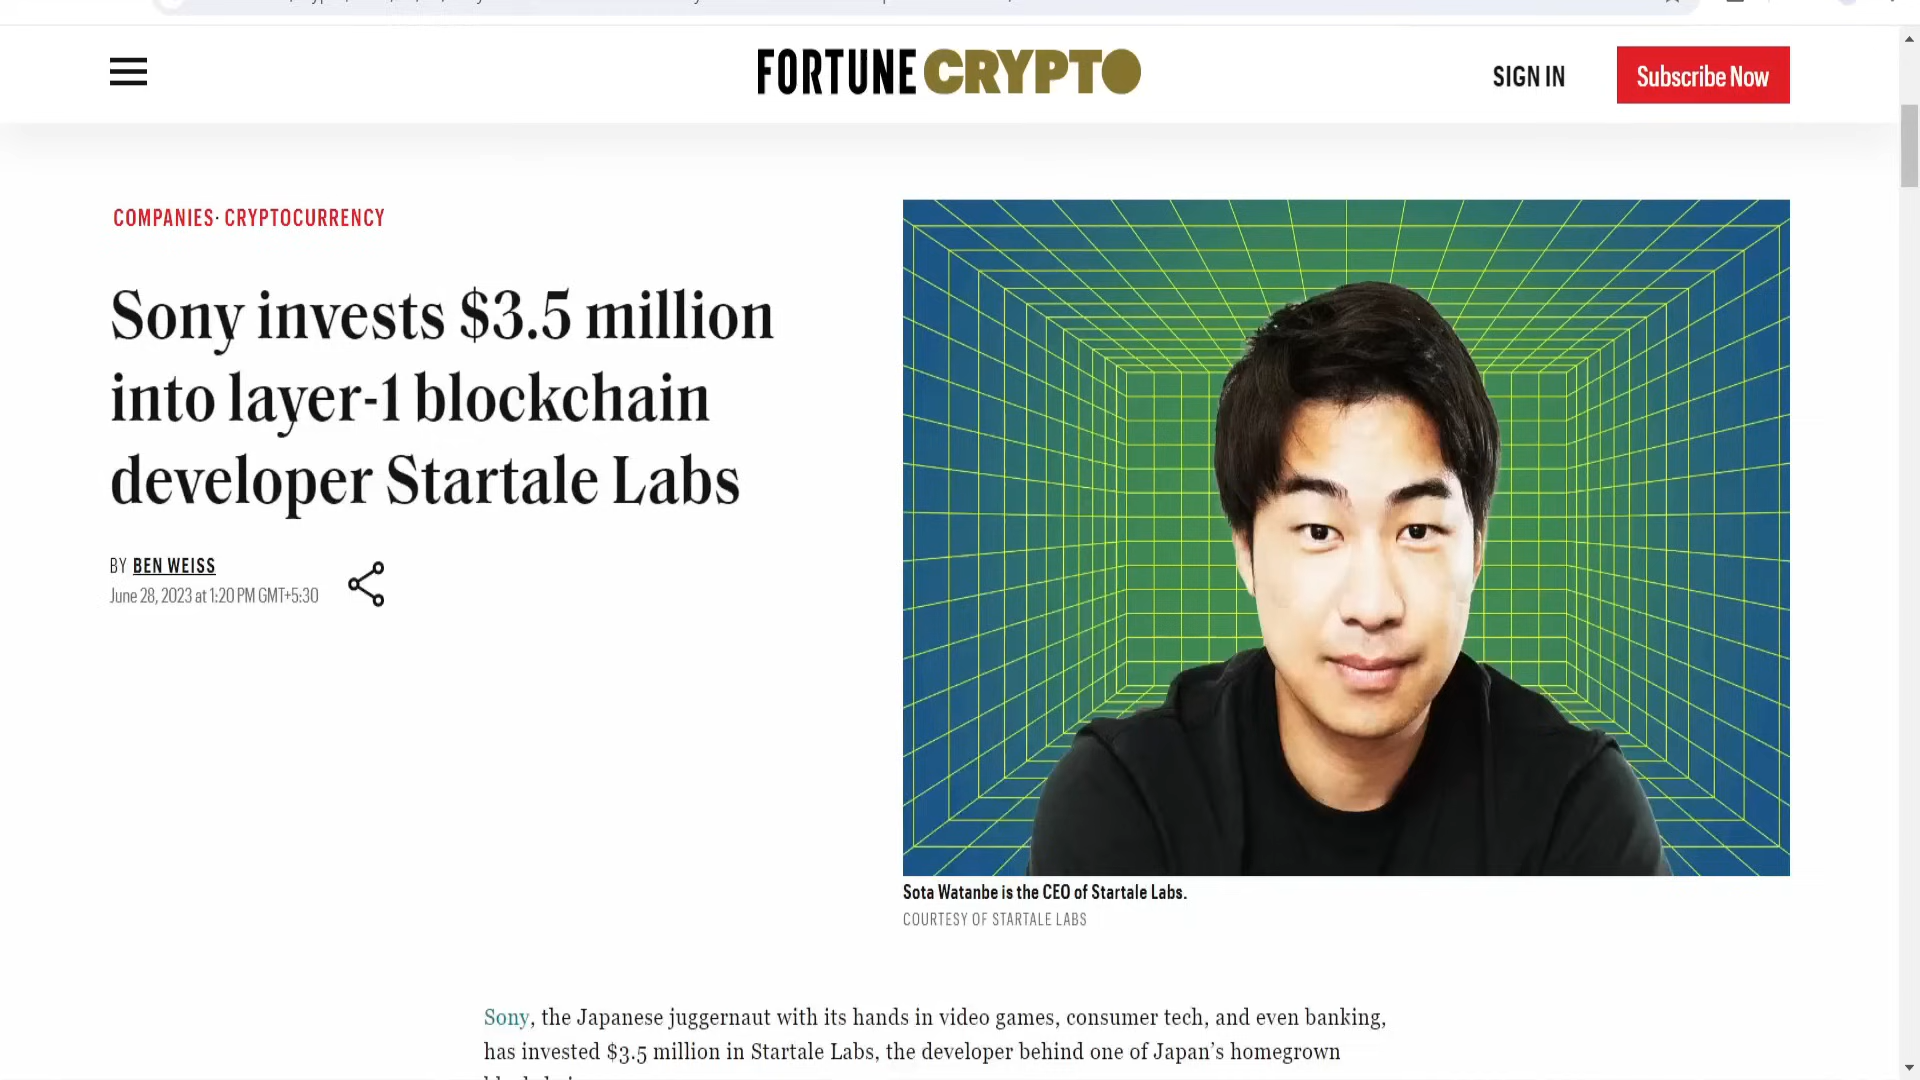 FORTUNE CRYPTO
SIGN IN
Subscribe Now
COMPANIES· CRYPTOCURRENCY
Sony invests $3.5 million
into layer-1 blockchain
developer Startale Labs
BY BEN WEISS
June 28, 2023 at 1:20 PM GMT+5:30
Sota Watanbe is the CEO of Startale Labs.
COURTESY OF STARTALE LABS
Sony, the Japanese juggernaut with its hands in video games, consumer tech, and even banking,
has invested $3.5 million in Startale Labs, the developer behind one of Japan’s homegrown